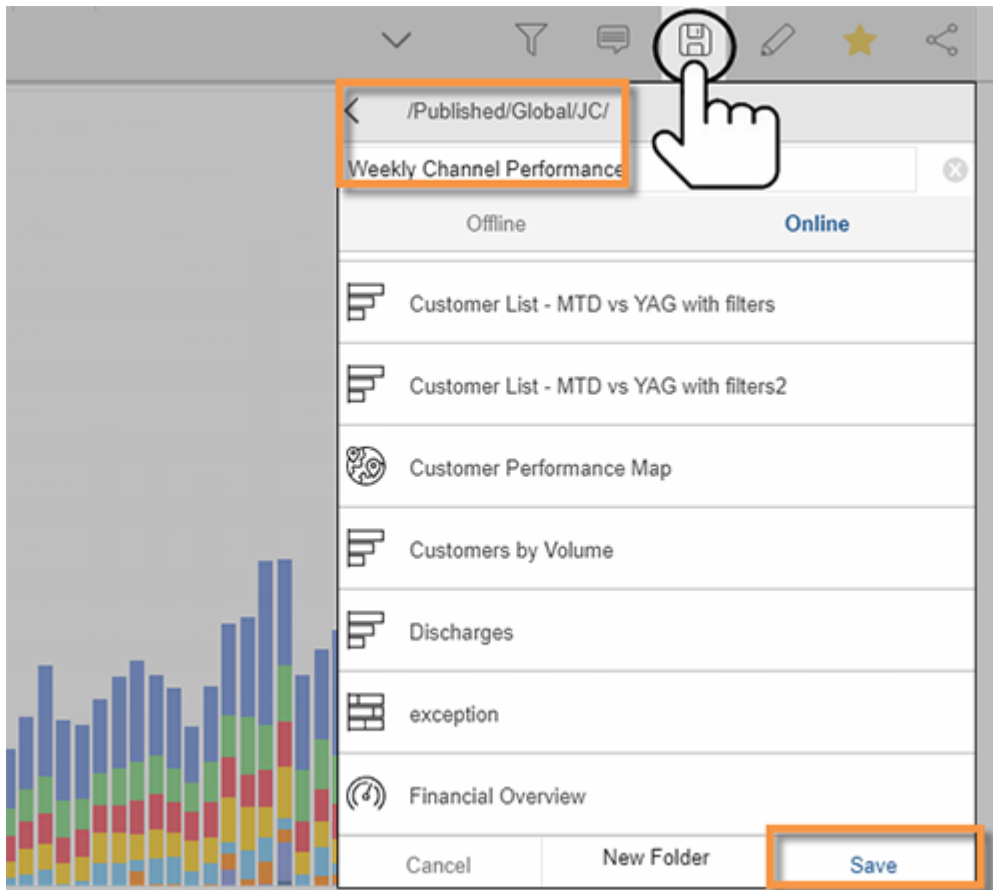 /Published/Global/JC/
Weekly Channel Performance
Offline Online
Customer List - MTD vs YAG with filters
Customer List - MTD vs YAG with filters2
Customer Performance Map
Customers by Volume
Discharges
exception
Financial Overview
Cancel New Folder Save